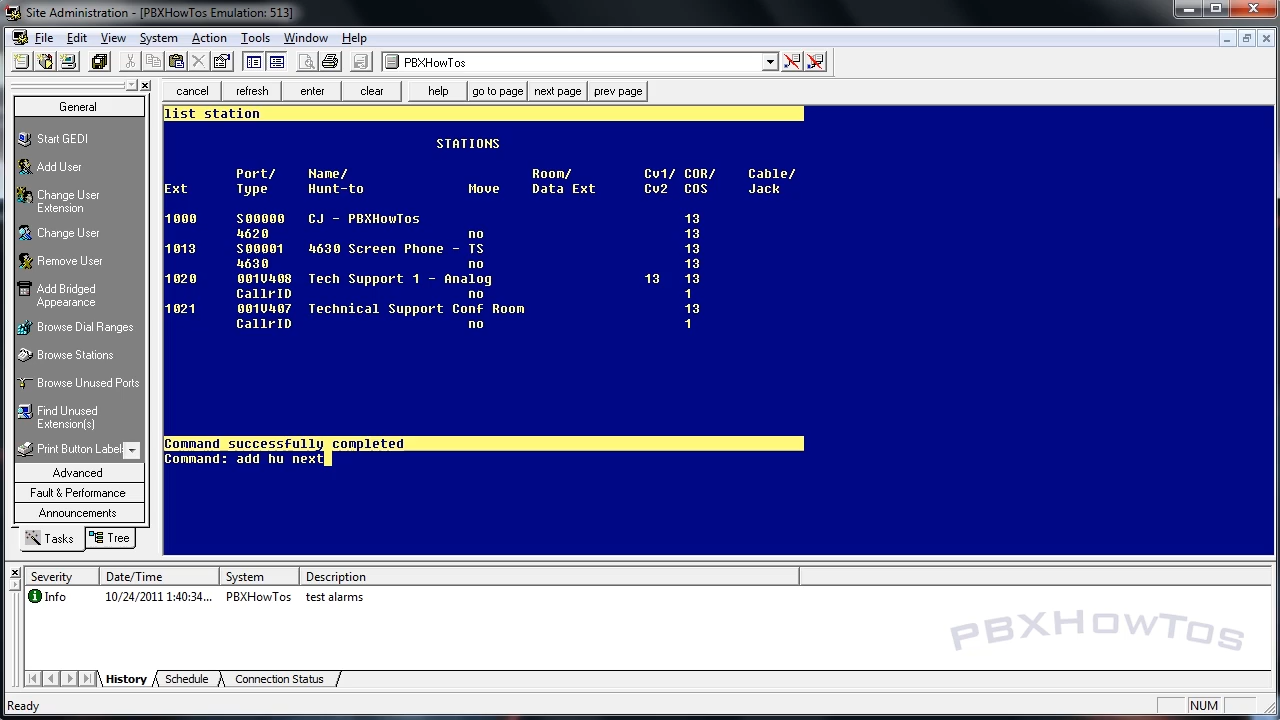 Site Administration - [PBXHowTos Emulation: 513]
File Edit View System Action Tools Window Help
PBXHowTos
cancel refresh enter clear help go to page next page prev page
General
Start GEDI
Add User
Change User
Extension
Change User
Remove User
Add Bridged
Appearance
Browse Dial Ranges
Browse Stations
Browse Unused Ports
Find Unused
Extension(s)
Print Button Label
Advanced
Fault & Performance
Announcements
Tasks Tree
list station
STATIONS
Port/ Name/ Room/ Cv1/ COR/ Cable/
Ext Type Hunt-to Move Data Ext Cv2 COS Jack
1000 S00000 CJ - PBXHowTos 13
4620 no 13
1013 S00001 4630 Screen Phone - TS 13
4630 no 13
1020 001V408 Tech Support 1 - Analog 13 13
CallrID no 1
1021 001V407 Technical Support Conf Room 13
CallrID no 1
Command successfully completed
Command: add hu next
Severity Date/Time System Description
Info 10/24/2011 1:40:34... PBXHowTos test alarms
PBXHowTos
History Schedule Connection Status
Ready NUM